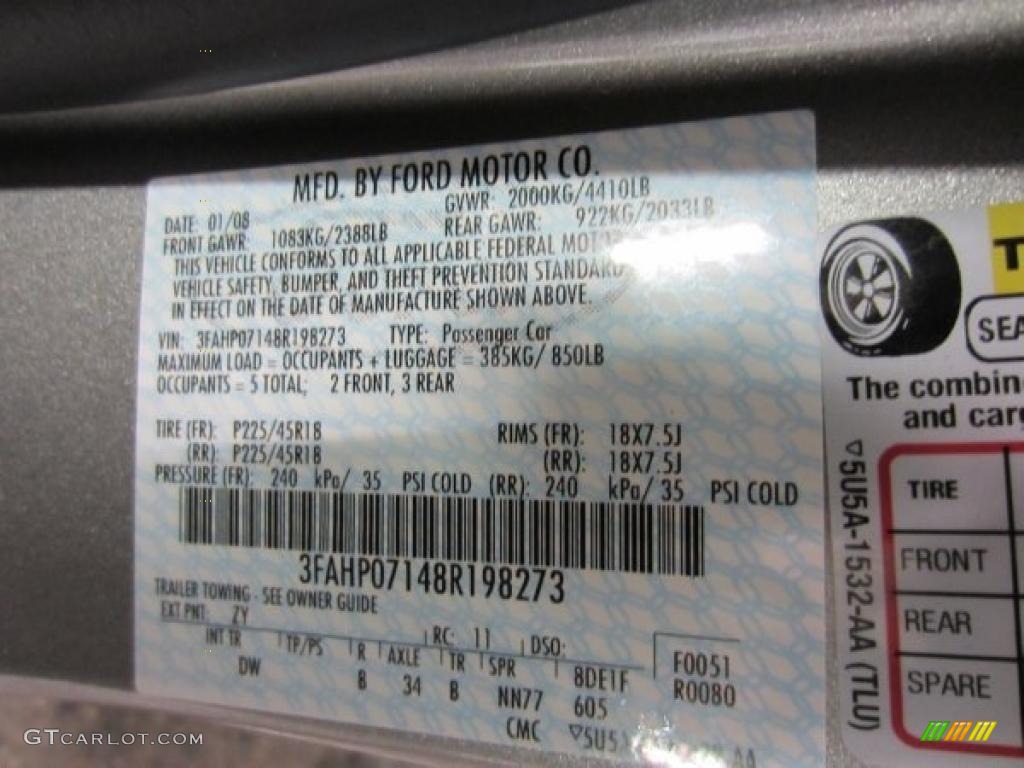 MFD. BY FORD MOTOR CO.
DATE: 01/08 GVWR: 2000KG/4410LB
FRONT GAWR: 1083KG/2388LB REAR GAWR: 922KG/2033LB
THIS VEHICLE CONFORMS TO ALL APPLICABLE FEDERAL
VEHICLE SAFETY, BUMPER, AND THEFT PREVENTION STANDARD
IN EFFECT ON THE DATE OF MANUFACTURE SHOWN ABOVE.
VIN: 3FAHP07148R198273 TYPE: Passenger Car
MAXIMUM LOAD = OCCUPANTS + LUGGAGE = 385KG/ 850LB
OCCUPANTS = 5 TOTAL; 2 FRONT, 3 REAR
TIRE (FR): P225/45R18 RIMS (FR): 18X7.5J
(RR): P225/45R18 (RR): 18X7.5J
PRESSURE (FR): 240 kPa/ 35 PSI COLD (RR): 240 kPa/ 35 PSI COLD
3FAHP07148R198273
TRAILER TOWING - SEE OWNER GUIDE
EXT PNT: ZY RC: 11 DSO:
INT TR TP/PS R AXLE TR SPR
DW B 34 B NN77 8DE1F F0051
605 R0080
CMC
SEA
The combin
and carg
TIRE
FRONT
REAR
SPARE
5U5A-1532-AA (TLU)
GTCARLOT.COM